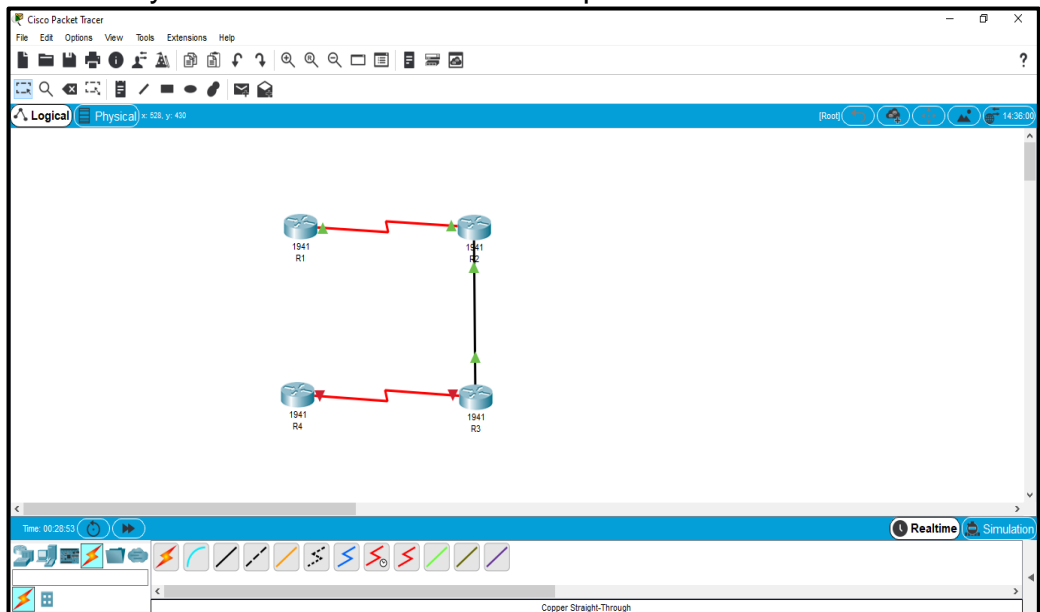 Cisco Packet Tracer
File Edit Options View Tools Extensions Help
?
Logical Physical x: 528, y: 430 [Root] 14:36:00
1941
R1
1941
R2
1941
R4
1941
R3
Time: 00:28:53 Realtime Simulation
Copper Straight-Through